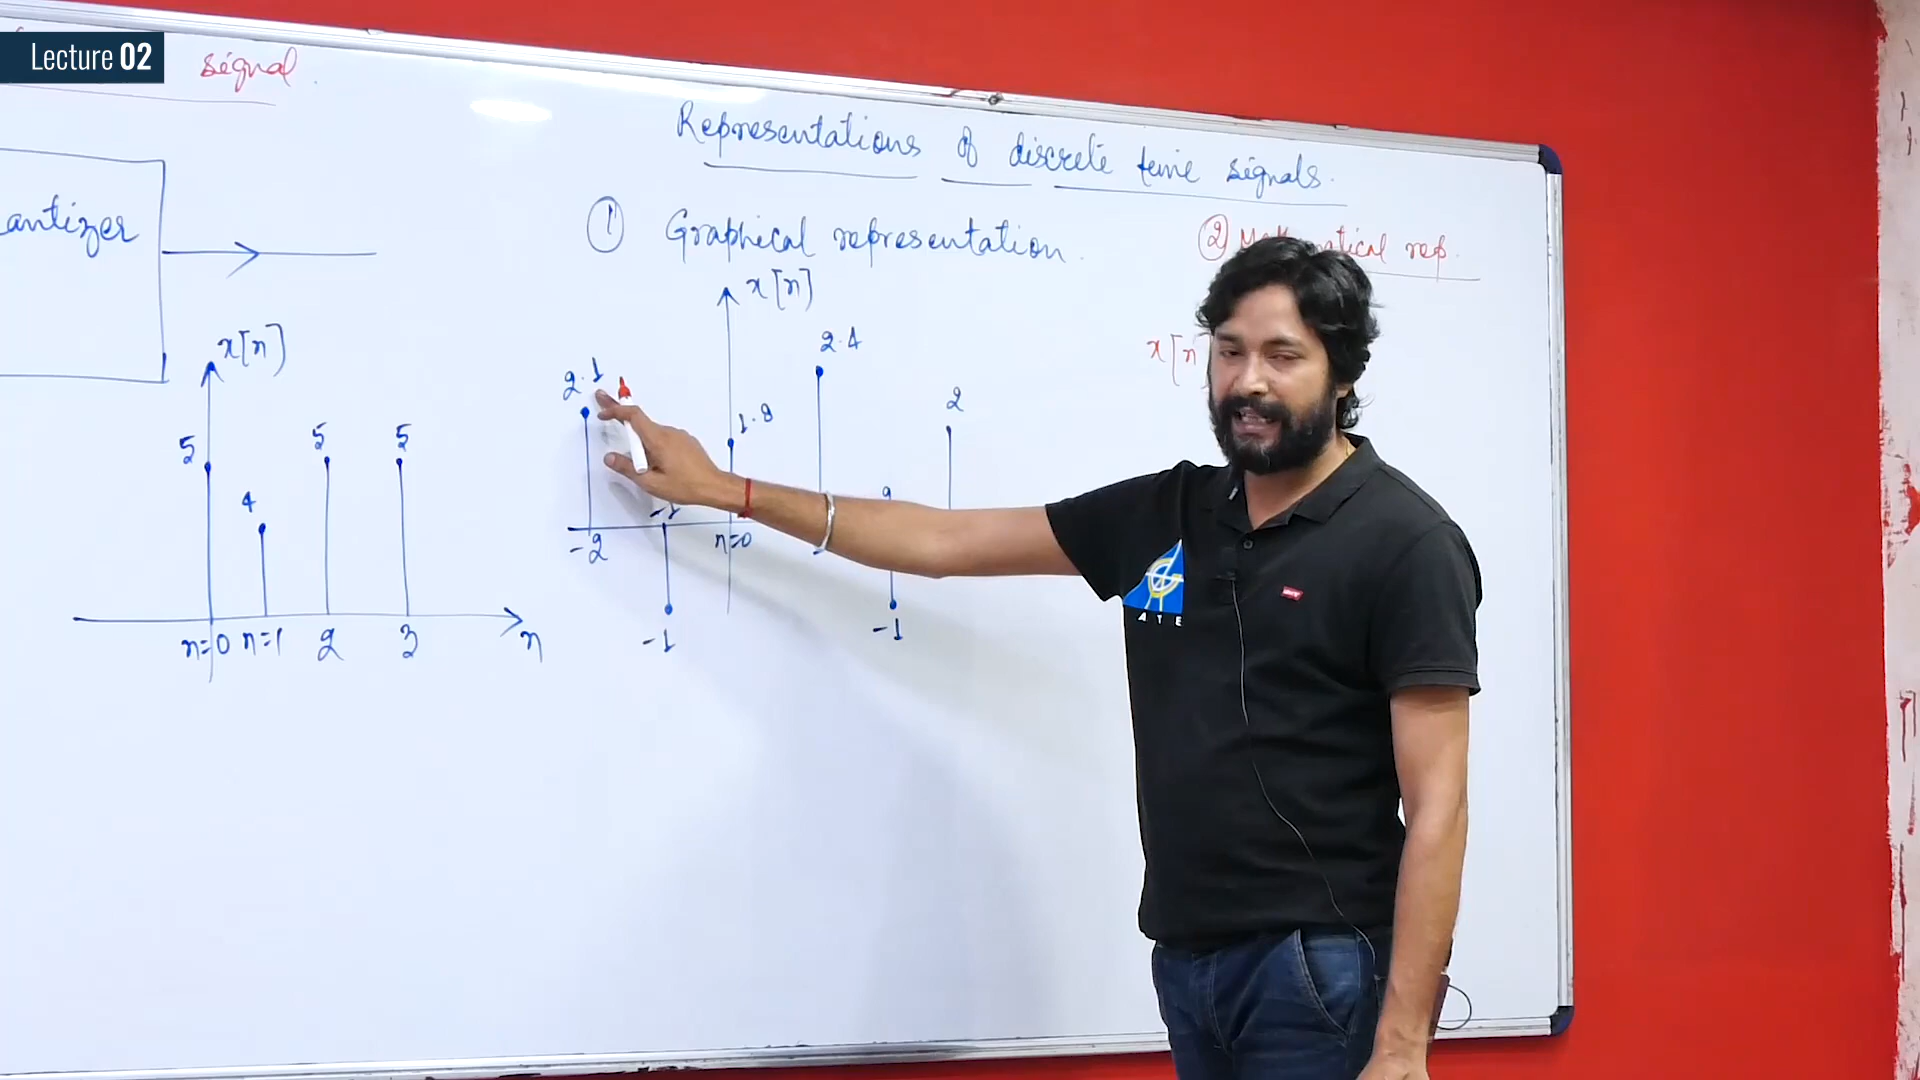 Lecture 02
signal.
antizer
x[n]
5
4
5
5
n=0 n=1 2 3 n
Representations of discrete time signals.
① Graphical representation.
x[n]
2.1
1.8
2.4
2
-2
-1
n=0
2
-1
-1
② rep.
x[n]
ATE